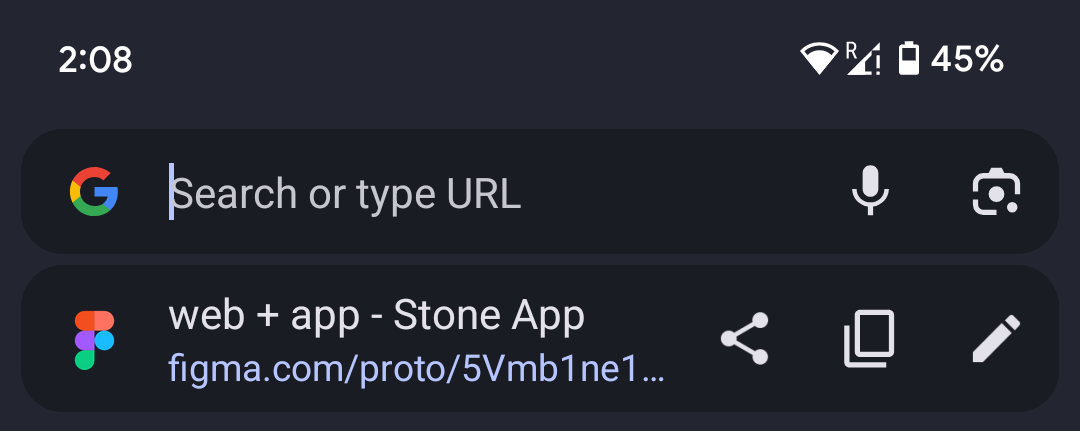 2:08
R
45%
Search or type URL
web + app - Stone App
figma.com/proto/5Vmb1ne1...